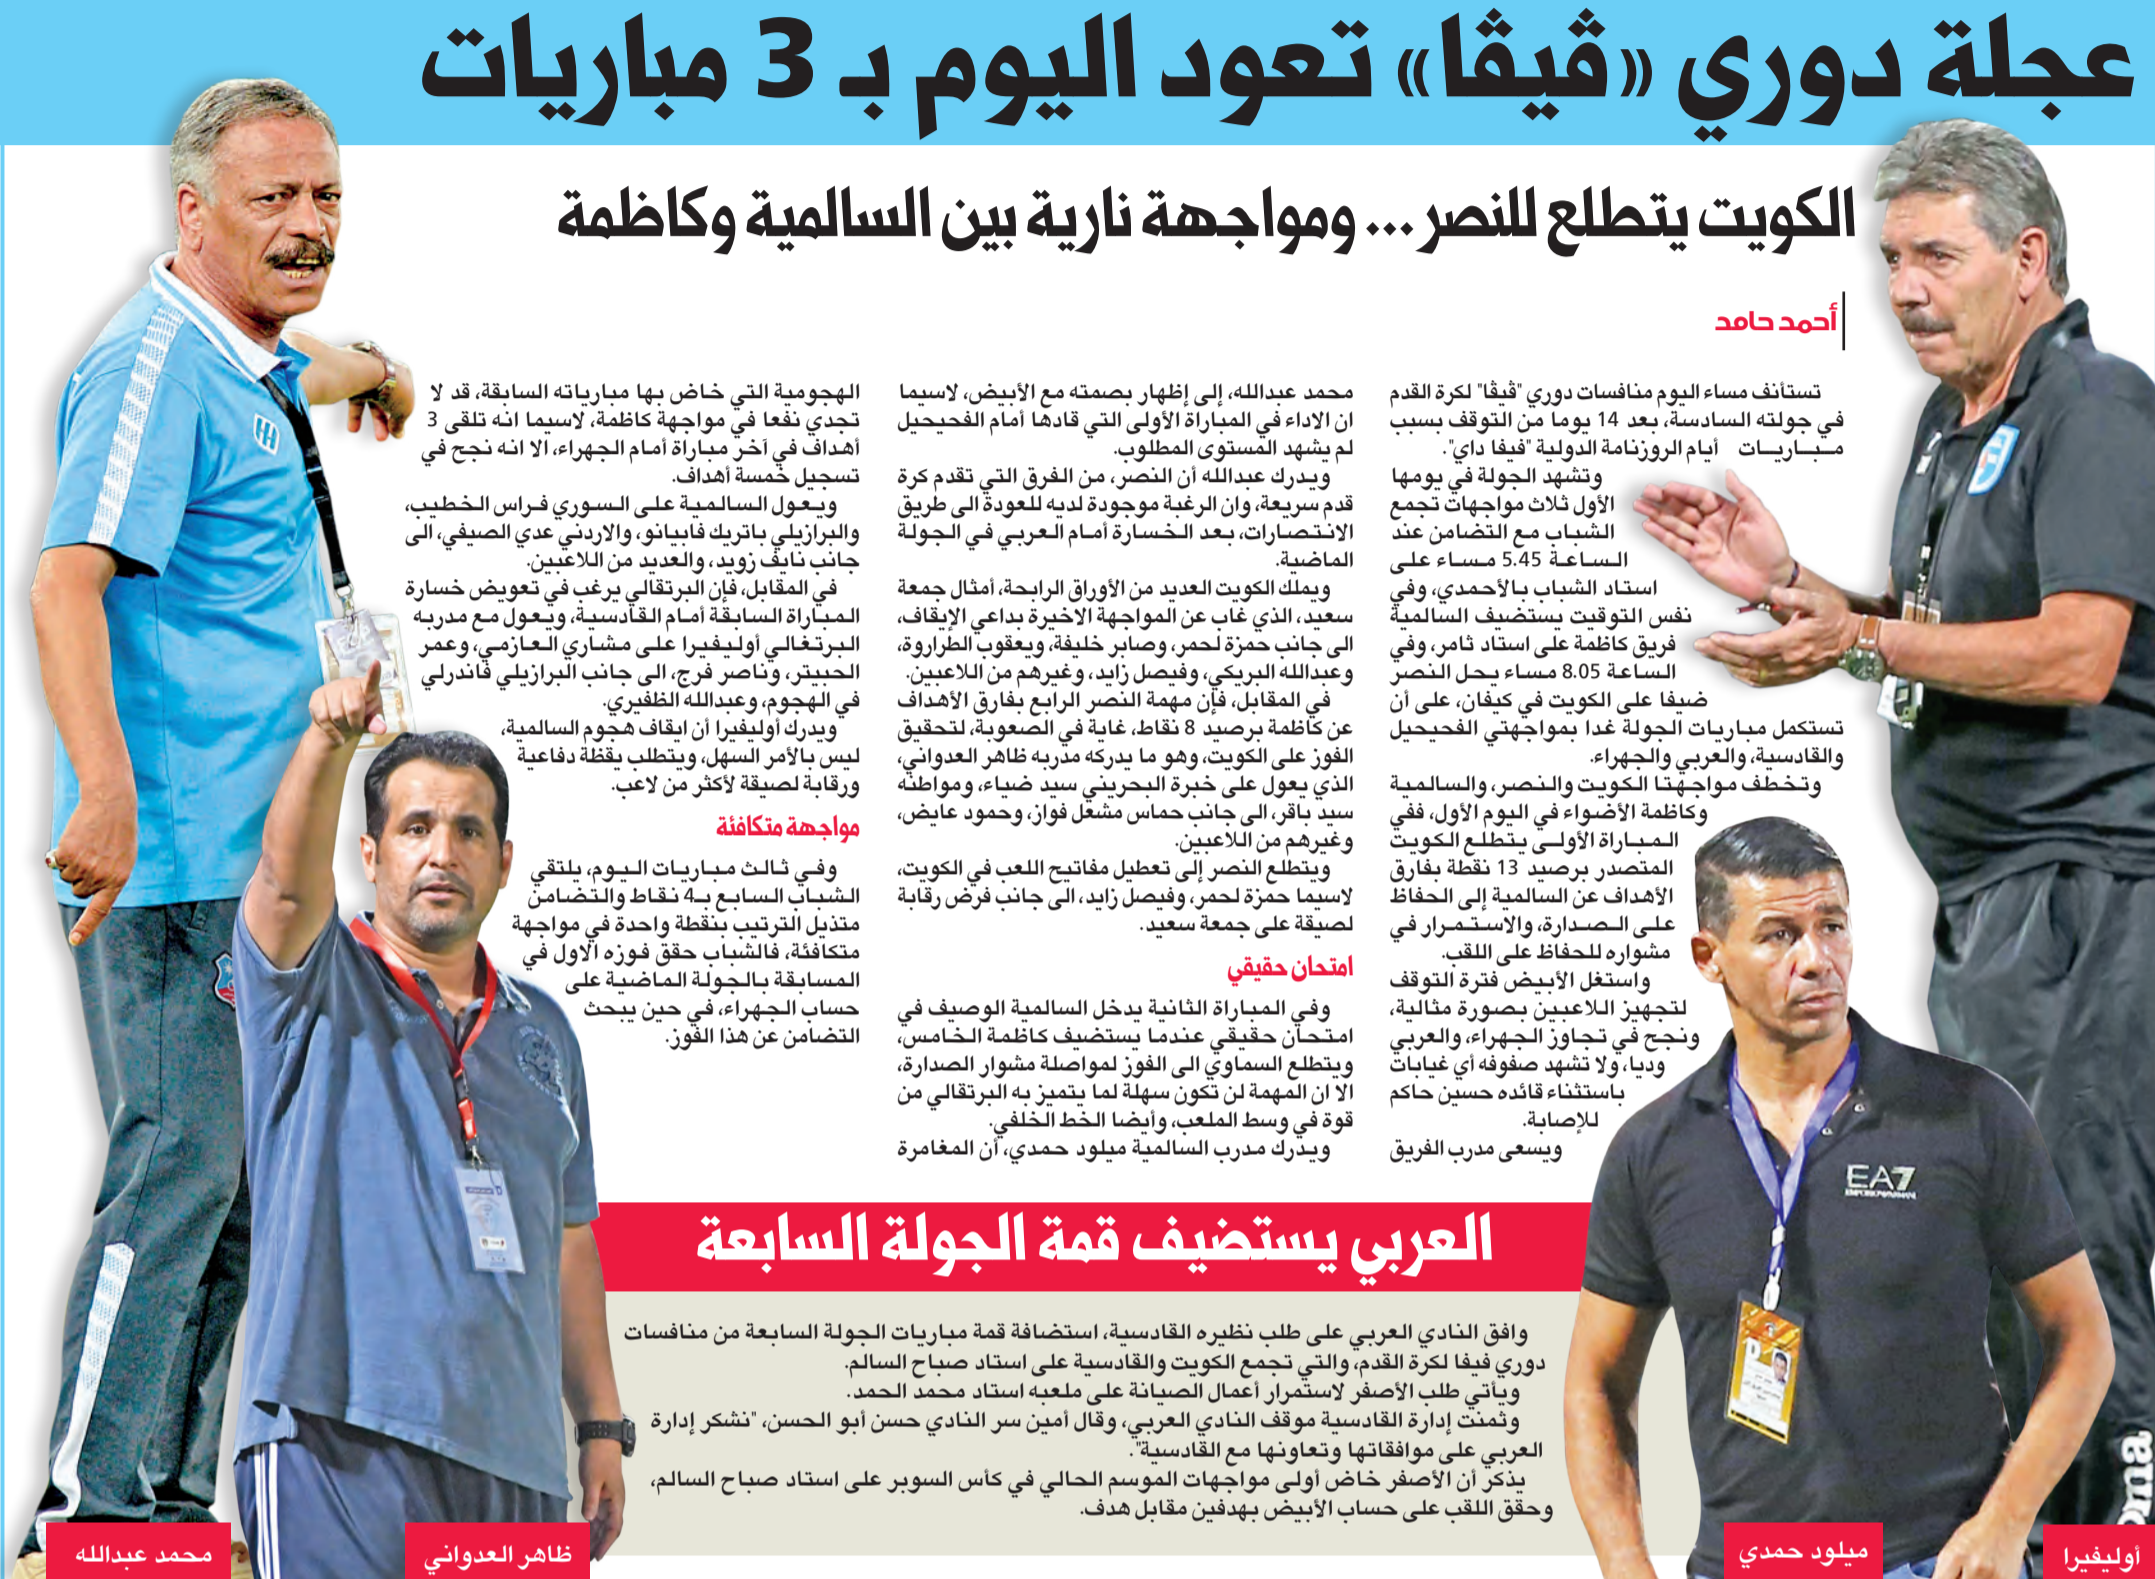 عجلة دوري «ڤيڤا» تعود اليوم بـ 3 مباريات
الكويت يتطلع للنصر ... ومواجهة نارية بين السالمية وكاظمة
أحمد حامد
تستأنف مساء اليوم منافسات دوري "ڤيڤا" لكرة القدم
في جولته السادسة، بعد 14 يوما من التوقف بسبب
مـبـاريـات أيام الروزنامة الدولية "فيفا داي".
وتشهد الجولة في يومها
الأول ثلاث مواجهات تجمع
الشباب مع التضامن عند
الـسـاعـة 5.45 مـسـاء على
استاد الشباب بالأحمدي، وفي
نفس التوقيت يستضيف السالمية
فريق كاظمة على استاد ثامر، وفي
الساعة 8.05 مساء يحل النصر
ضيفا على الكويت في كيفان، على أن
تستكمل مباريات الجولة غدا بمواجهتي الفحيحيل
والقادسية، والعربي والجهراء.
وتخطف مواجهتا الكويت والنصر، والسالمية
وكاظمة الأضواء في اليوم الأول، ففي
المباراة الأولـى يتطلع الكويت
المتصدر برصيد 13 نقطة بفارق
الأهداف عن السالمية إلى الحفاظ
على الـصـدارة، والاستـمـرار في
مشواره للحفاظ على اللقب.
واستغل الأبيض فترة التوقف
لتجهيز اللاعبين بصورة مثالية،
ونجح في تجاوز الجهراء، والعربي
وديا، ولا تشهد صفوفه أي غيابات
باستثناء قائده حسين حاكم
للإصابة.
ويسعى مدرب الفريق
محمد عبدالله، إلى إظهار بصمته مع الأبيض، لاسيما
ان الاداء في المباراة الأولى التي قادها أمام الفحيحيل
لم يشهد المستوى المطلوب.
ويدرك عبدالله أن النصر، من الفرق التي تقدم كرة
قدم سريعة، وان الرغبة موجودة لديه للعودة الى طريق
الانتصارات، بعد الخسارة أمام العربي في الجولة
الماضية.
ويملك الكويت العديد من الأوراق الرابحة، أمثال جمعة
سعيد، الذي غاب عن المواجهة الاخيرة بداعي الإيقاف،
الى جانب حمزة لحمر، وصابر خليفة، ويعقوب الطراروة،
وعبدالله البريكي، وفيصل زايد، وغيرهم من اللاعبين.
في المقابل، فإن مهمة النصر الرابع بفارق الأهداف
عن كاظمة برصيد 8 نقاط، غاية في الصعوبة، لتحقيق
الفوز على الكويت، وهو ما يدركه مدربه ظاهر العدواني،
الذي يعول على خبرة البحريني سيد ضياء، ومواطنه
سيد باقر، الى جانب حماس مشعل فواز، وحمود عايض،
وغيرهم من اللاعبين.
ويتطلع النصر إلى تعطيل مفاتيح اللعب في الكويت،
لاسيما حمزة لحمر، وفيصل زايد، الى جانب فرض رقابة
لصيقة على جمعة سعيد.
امتحان حقيقي
وفي المباراة الثانية يدخل السالمية الوصيف في
امتحان حقيقي عندما يستضيف كاظمة الخامس،
ويتطلع السماوي الى الفوز لمواصلة مشوار الصدارة،
الا ان المهمة لن تكون سهلة لما يتميز به البرتقالي من
قوة في وسط الملعب، وأيضا الخط الخلفي.
ويدرك مدرب السالمية ميلود حمدي، أن المغامرة
الهجومية التي خاض بها مبارياته السابقة، قد لا
تجدي نفعا في مواجهة كاظمة، لاسيما انه تلقى 3
أهداف في آخر مباراة أمام الجهراء، الا انه نجح في
تسجيل خمسة أهداف.
ويعول السالمية على السوري فراس الخطيب،
والبرازيلي باتريك فابيانو، والاردني عدي الصيفي، الى
جانب نايف زويد، والعديد من اللاعبين.
في المقابل، فإن البرتقالي يرغب في تعويض خسارة
المباراة السابقة أمام القادسية، ويعول مع مدربه
البرتغالي أوليفيرا على مشاري العازمي، وعمر
الحبيتر، وناصر فرج، الى جانب البرازيلي فاندرلي
في الهجوم، وعبدالله الظفيري.
ويدرك أوليفيرا أن ايقاف هجوم السالمية،
ليس بالأمر السهل، ويتطلب يقظة دفاعية
ورقابة لصيقة لأكثر من لاعب.
مواجهة متكافئة
وفي ثالث مباريات اليوم، يلتقي
الشباب السابع بـ4 نقاط والتضامن
متذيل الترتيب بنقطة واحدة في مواجهة
متكافئة، فالشباب حقق فوزه الاول في
المسابقة بالجولة الماضية على
حساب الجهراء، في حين يبحث
التضامن عن هذا الفوز.
العربي يستضيف قمة الجولة السابعة
وافق النادي العربي على طلب نظيره القادسية، استضافة قمة مباريات الجولة السابعة من منافسات
دوري فيفا لكرة القدم، والتي تجمع الكويت والقادسية على استاد صباح السالم.
ويأتي طلب الأصفر لاستمرار أعمال الصيانة على ملعبه استاد محمد الحمد.
وثمنت إدارة القادسية موقف النادي العربي، وقال أمين سر النادي حسن أبو الحسن، "نشكر إدارة
العربي على موافقاتها وتعاونها مع القادسية".
يذكر أن الأصفر خاض أولى مواجهات الموسم الحالي في كأس السوبر على استاد صباح السالم،
وحقق اللقب على حساب الأبيض بهدفين مقابل هدف.
EA7
EMPORIO ARMANI
أوليفيرا
ميلود حمدي
ظاهر العدواني
محمد عبدالله